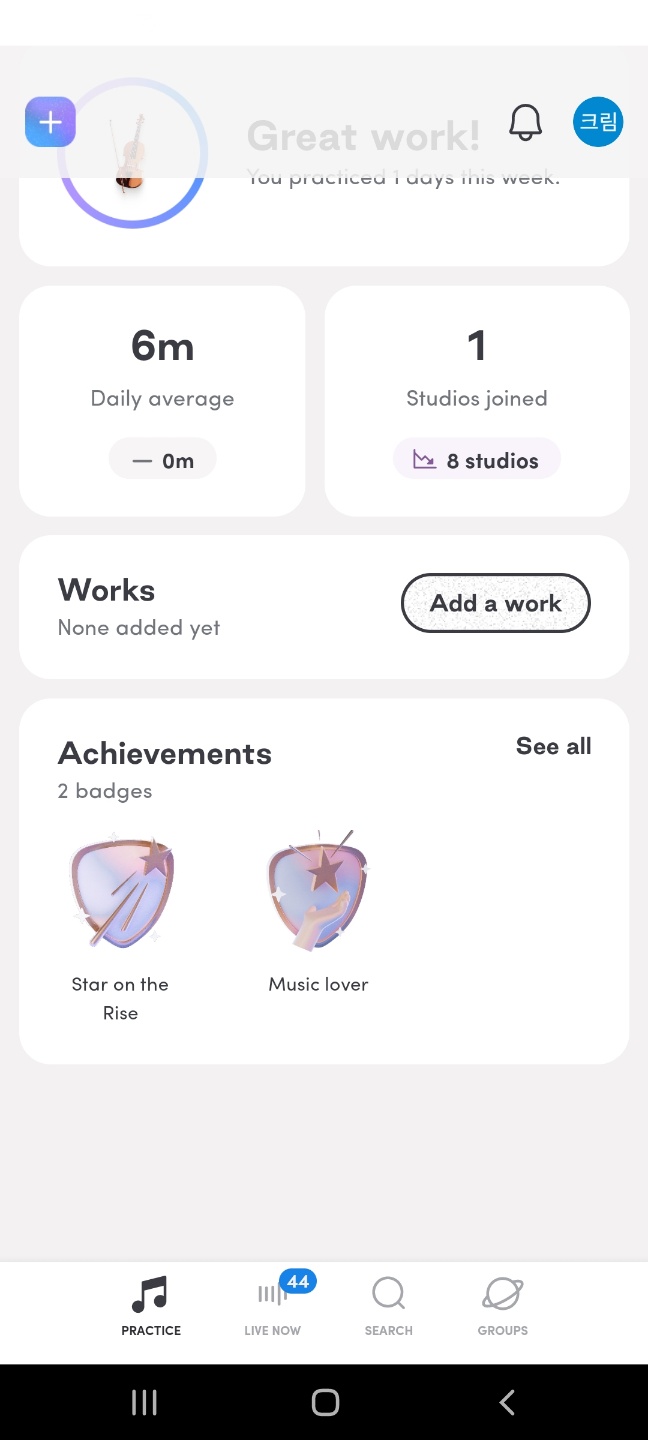 크림
Great work!
You practiced 1 days this week.
6m
Daily average
0m
1
Studios joined
8 studios
Works
None added yet
Add a work
Achievements
See all
2 badges
Star on the
Rise
Music lover
44
PRACTICE
LIVE NOW
SEARCH
GROUPS